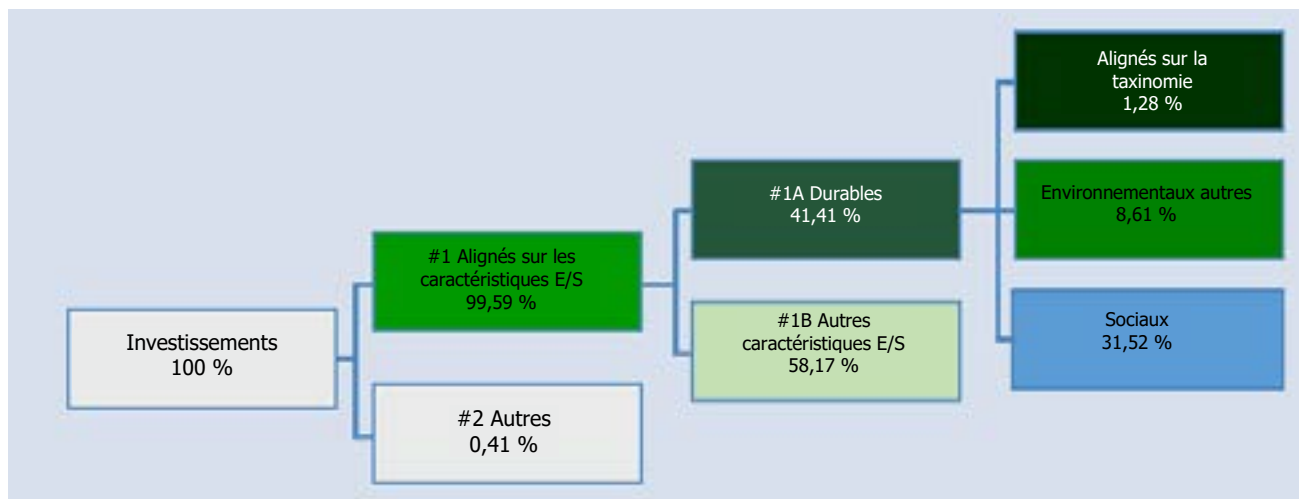 Investissements
100 %
#1 Alignés sur les
caractéristiques E/S
99,59 %
#2 Autres
0,41 %
#1A Durables
41,41 %
#1B Autres
caractéristiques E/S
58,17 %
Alignés sur la
taxinomie
1,28 %
Environnementaux autres
8,61 %
Sociaux
31,52 %